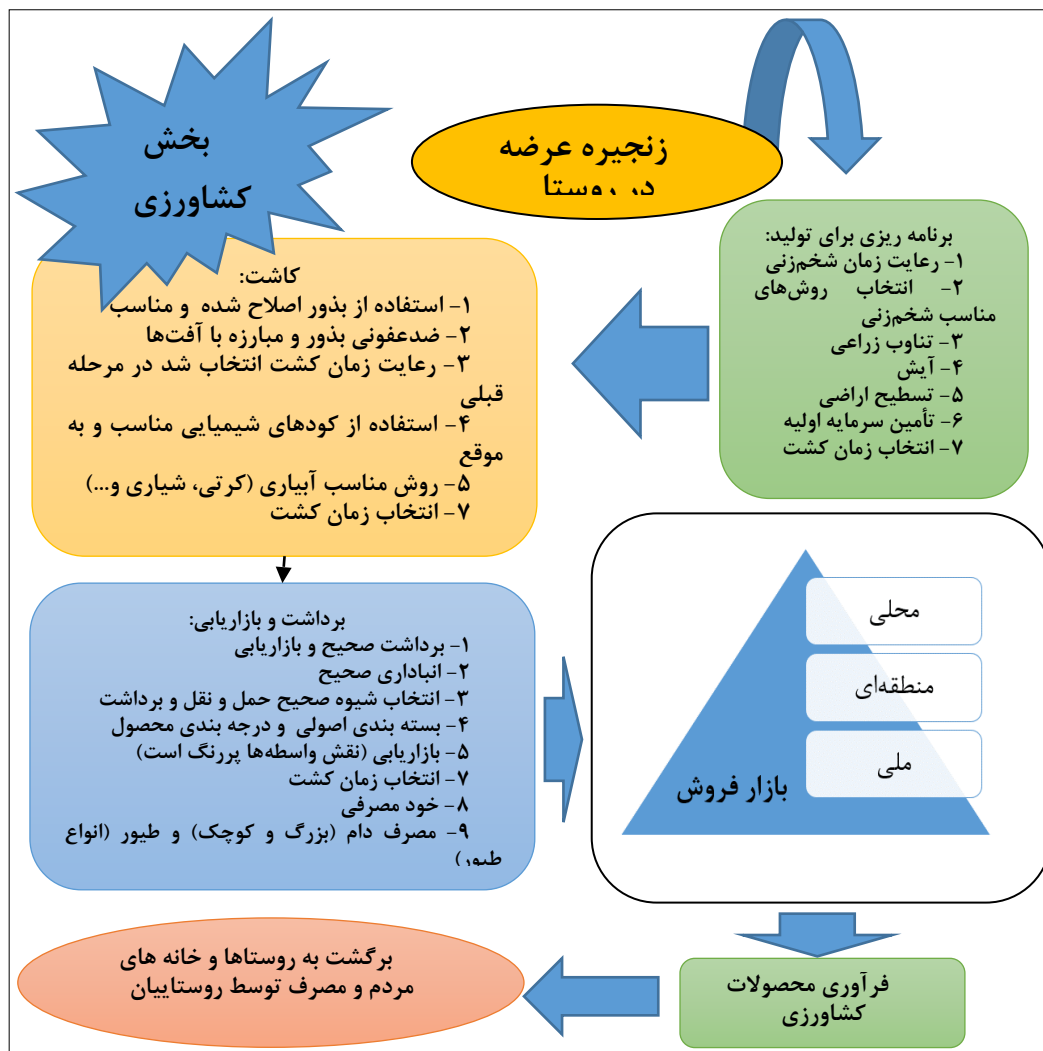 بخش
کشاورزی
زنجیره عرضه
در روستا
برنامه ریزی برای تولید:
۱- رعایت زمان شخم‌زنی
۲- انتخاب روش‌های
مناسب شخم‌زنی
۳- تناوب زراعی
۴- آیش
۵- تسطیح اراضی
۶- تأمین سرمایه اولیه
۷- انتخاب زمان کشت
کاشت:
۱- استفاده از بذور اصلاح شده و مناسب
۲- ضدعفونی بذور و مبارزه با آفت‌ها
۳- رعایت زمان کشت انتخاب شد در مرحله
قبلی
۴- استفاده از کودهای شیمیایی مناسب و به
موقع
۵- روش مناسب آبیاری (کرتی، شیاری و...)
۷- انتخاب زمان کشت
برداشت و بازاریابی:
۱- برداشت صحیح و بازاریابی
۲- انباداری صحیح
۳- انتخاب شیوه صحیح حمل و نقل و برداشت
۴- بسته بندی اصولی و درجه بندی محصول
۵- بازاریابی (نقش واسطه‌ها پررنگ است)
۷- انتخاب زمان کشت
۸- خود مصرفی
۹- مصرف دام (بزرگ و کوچک) و طیور (انواع
طیور)
محلی
منطقه‌ای
ملی
بازار فروش
فرآوری محصولات
کشاورزی
برگشت به روستاها و خانه های
مردم و مصرف توسط روستاییان